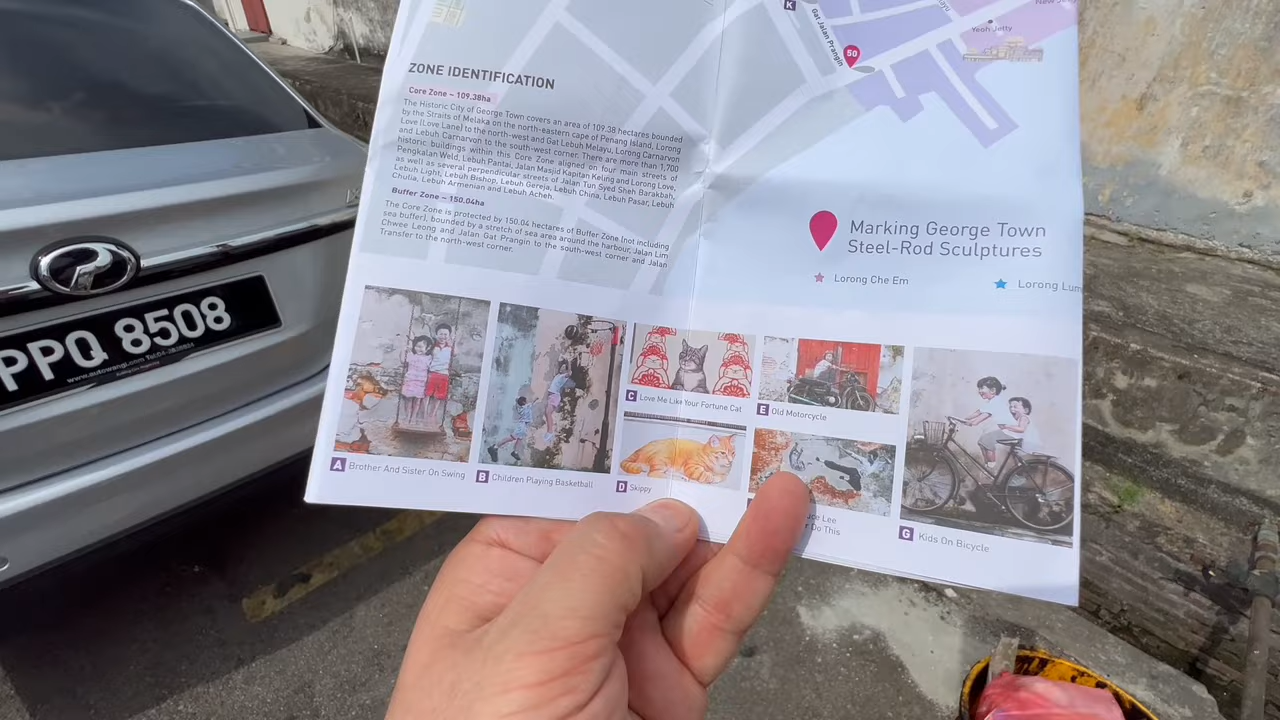 K
Gat Jalan Prangin
50
Yeoh Jetty
ZONE IDENTIFICATION
Core Zone – 109.38ha
The Historic City of George Town covers an area of 109.38 hectares bounded
by the Straits of Melaka on the north-eastern cape of Penang Island, Lorong
Love (Love Lane) to the north-west and Gat Lebuh Melayu, Lorong Carnarvon
and Lebuh Carnarvon to the south-west corner. There are more than 1,700
historic buildings within this Core Zone aligned on four main streets of
Pengkalan Weld, Lebuh Pantai, Jalan Masjid Kapitan Keling and Lorong Love,
as well as several perpendicular streets of Jalan Tun Syed Sheh Barakbah,
Lebuh Light, Lebuh Bishop, Lebuh Gereja, Lebuh China, Lebuh Pasar, Lebuh
Chulia, Lebuh Armenian and Lebuh Acheh.
Buffer Zone – 150.04ha
The Core Zone is protected by 150.04 hectares of Buffer Zone (not including
sea buffer), bounded by a stretch of sea area around the harbour, Jalan Lim
Chwee Leong and Jalan Gat Prangin to the south-west corner and Jalan
Transfer to the north-west corner.
Marking George Town
Steel-Rod Sculptures
Lorong Che Em
Lorong
PPQ 8508
A Brother And Sister On Swing
B Children Playing Basketball
C Love Me Like Your Fortune Cat
D Skippy
E Old Motorcycle
Lee
Do This
G Kids On Bicycle